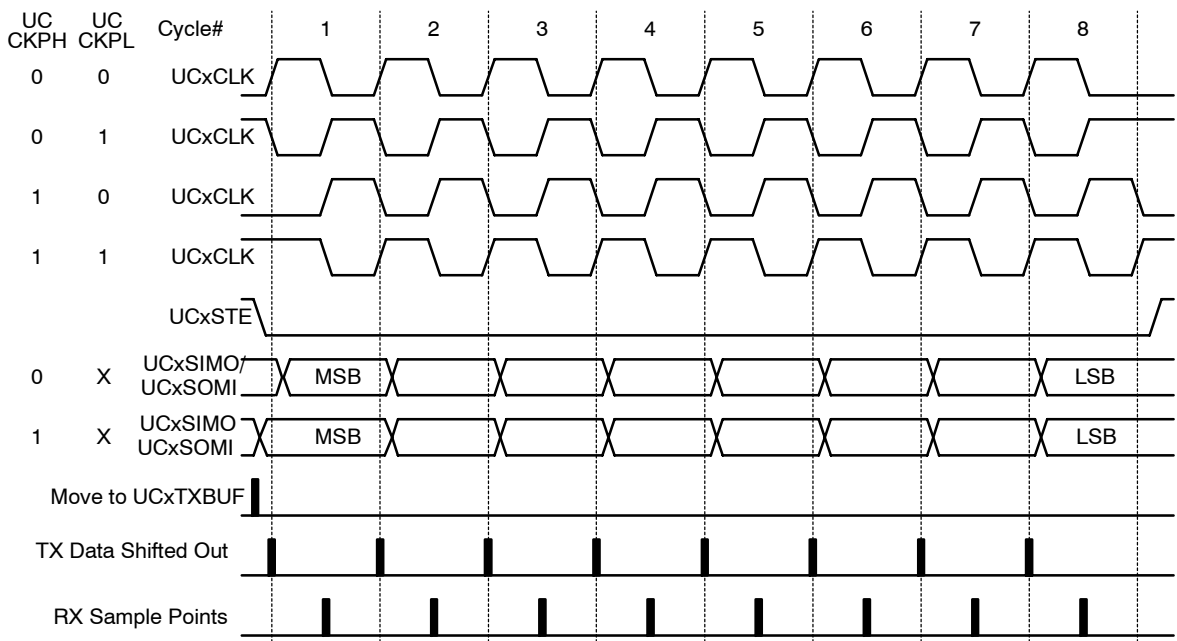 UC UC Cycle# 1 2 3 4 5 6 7 8
CKPH CKPL
0 0 UCxCLK
0 1 UCxCLK
1 0 UCxCLK
1 1 UCxCLK
UCxSTE
0 X UCxSIMO/
UCxSOMI MSB LSB
1 X UCxSIMO
UCxSOMI MSB LSB
Move to UCxTXBUF
TX Data Shifted Out
RX Sample Points